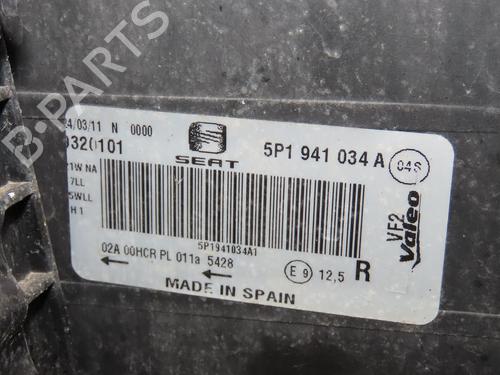 B-PARTS
24/03/11 N 0000
0320101
SEAT
5P1 941 034 A
04S
21W NA
7LL
5WLL
H1
5P1941034A1
02A 00HCR PL 011a 5428
E 9 12,5
R
VF2
Valeo
MADE IN SPAIN